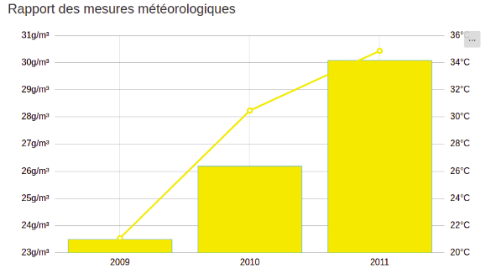 Rapport des mesures météorologiques
31g/m³ 36°C
...
30g/m³ 34°C
29g/m³ 32°C
28g/m³ 30°C
27g/m³ 28°C
26g/m³ 26°C
25g/m³ 24°C
24g/m³ 22°C
23g/m³ 20°C
2009 2010 2011